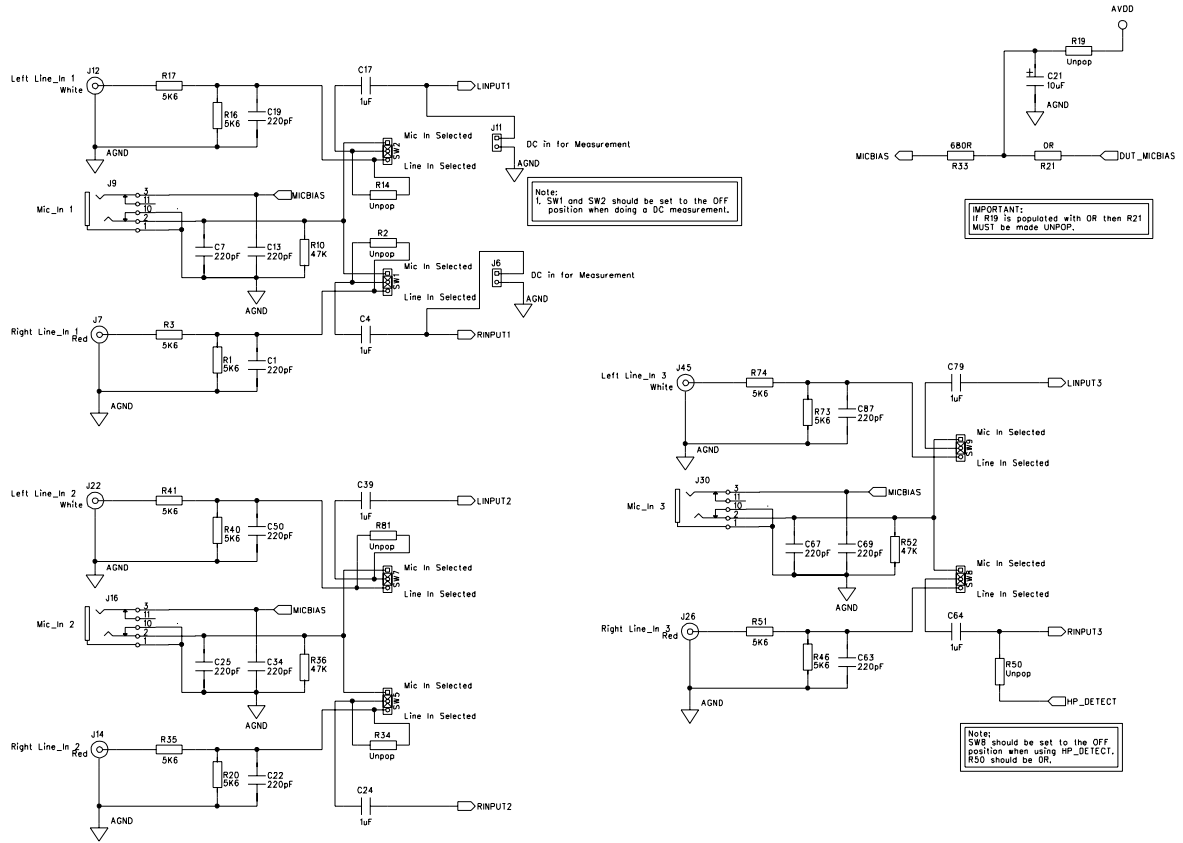 AVDD
R19
Unpop
C21
10uF
AGND
680R
0R
MICBIAS
DUT_MICBIAS
R33
R21
IMPORTANT:
If R19 is populated with 0R then R21
MUST be made UNPOP.
J12
Left Line_In 1
White
R17
5K6
R16
5K6
C19
220pF
AGND
C17
1uF
LINPUT1
J11
DC in for Measurement
AGND
Mic In Selected
SW2
Line In Selected
R14
Unpop
Note:
1. SW1 and SW2 should be set to the OFF
position when doing a DC measurement.
J9
Mic_In 1
3
11
10
2
1
MICBIAS
C7
220pF
C13
220pF
R10
47K
AGND
R2
Unpop
Mic In Selected
SW1
Line In Selected
J6
DC in for Measurement
AGND
J7
Right Line_In 1
Red
R3
5K6
R1
5K6
C1
220pF
AGND
C4
1uF
RINPUT1
J22
Left Line_In 2
White
R41
5K6
R40
5K6
C50
220pF
AGND
C39
1uF
LINPUT2
R81
Unpop
Mic In Selected
SW7
Line In Selected
J16
Mic_In 2
3
11
10
2
1
MICBIAS
C25
220pF
C34
220pF
R36
47K
AGND
Mic In Selected
SW5
Line In Selected
R34
Unpop
J14
Right Line_In 2
Red
R35
5K6
R20
5K6
C22
220pF
AGND
C24
1uF
RINPUT2
J45
Left Line_In 3
White
R74
5K6
R73
5K6
C87
220pF
AGND
C79
1uF
LINPUT3
Mic In Selected
SW9
Line In Selected
J30
Mic_In 3
3
11
10
2
1
MICBIAS
C67
220pF
C69
220pF
R52
47K
AGND
Mic In Selected
SW8
Line In Selected
J26
Right Line_In 3
Red
R51
5K6
R46
5K6
C63
220pF
AGND
C64
1uF
RINPUT3
R50
Unpop
HP_DETECT
Note:
SW8 should be set to the OFF
position when using HP_DETECT.
R50 should be 0R.